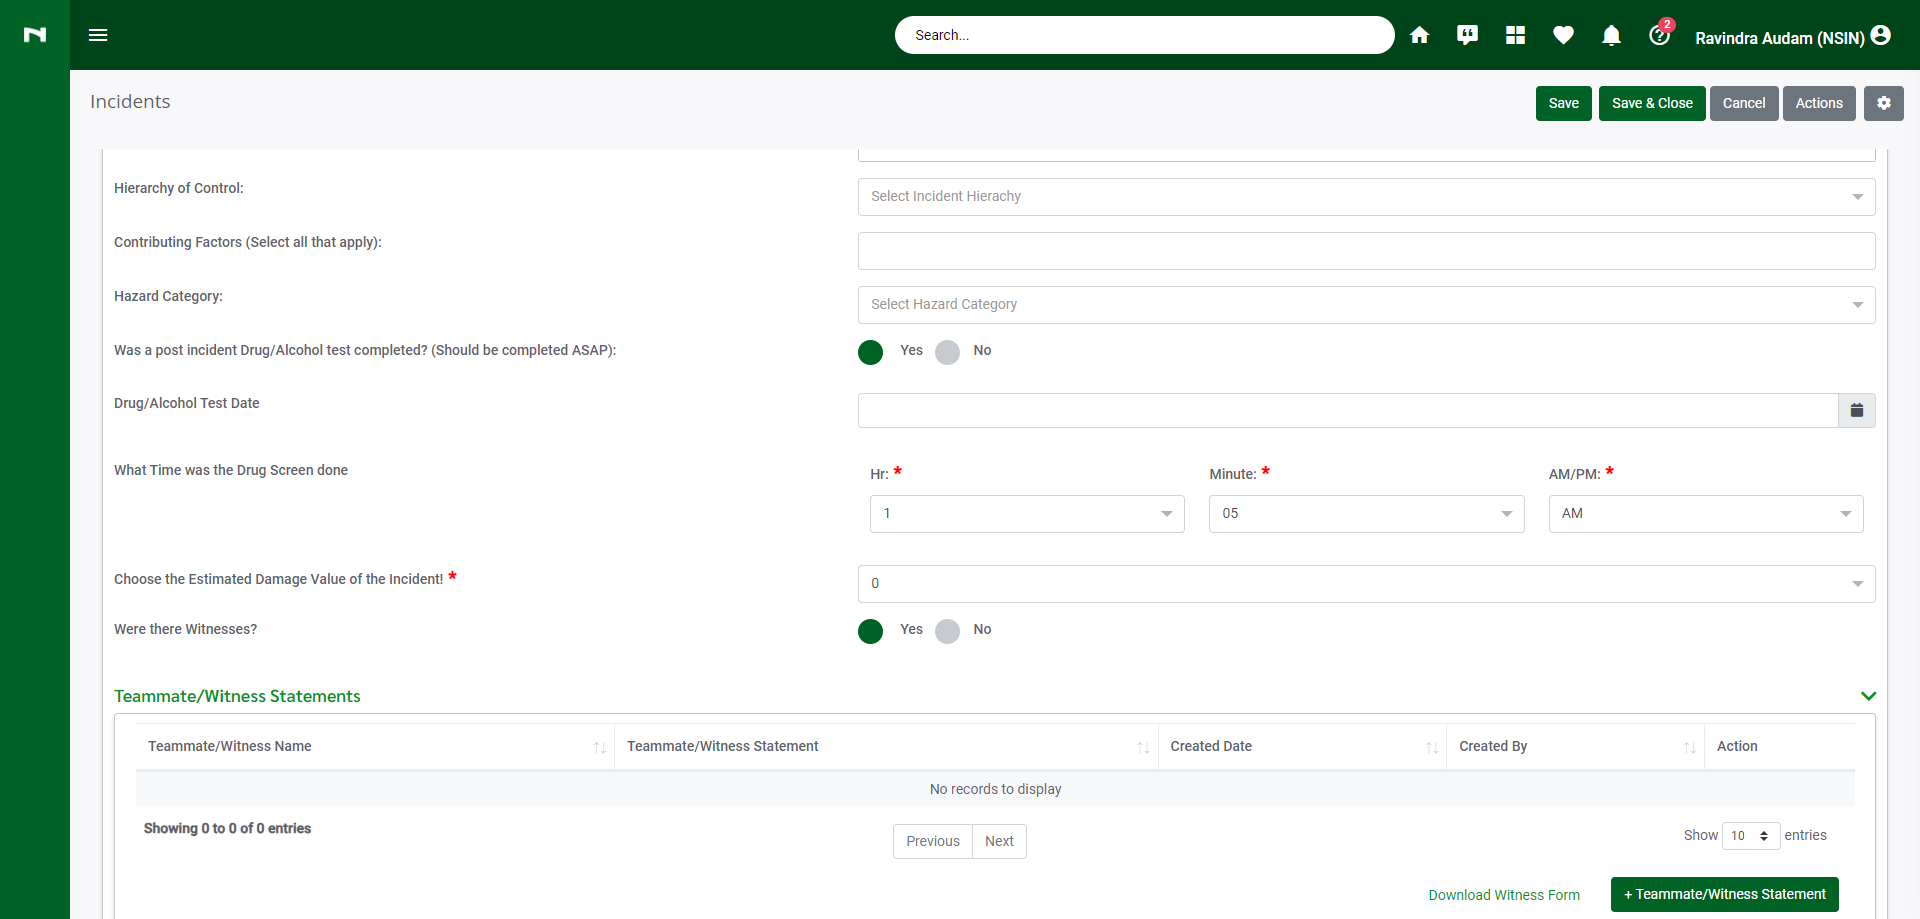 Search...
2
Ravindra Audam (NSIN)
Incidents
Save
Save & Close
Cancel
Actions
Hierarchy of Control:
Select Incident Hierachy
Contributing Factors (Select all that apply):
Hazard Category:
Select Hazard Category
Was a post incident Drug/Alcohol test completed? (Should be completed ASAP):
Yes No
Drug/Alcohol Test Date
What Time was the Drug Screen done
Hr: * Minute: * AM/PM: *
1 05 AM
Choose the Estimated Damage Value of the Incident! *
0
Were there Witnesses?
Yes No
Teammate/Witness Statements
Teammate/Witness Name Teammate/Witness Statement Created Date Created By Action
No records to display
Showing 0 to 0 of 0 entries
Previous Next
Show 10 entries
Download Witness Form
+ Teammate/Witness Statement